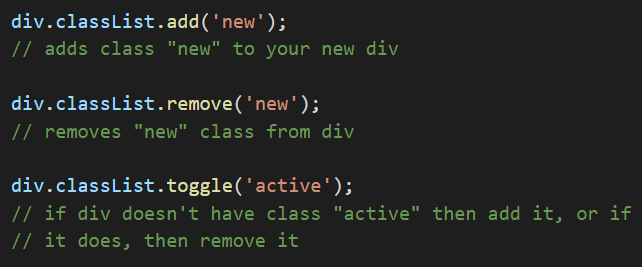 div.classList.add('new');
// adds class "new" to your new div
div.classList.remove('new');
// removes "new" class from div
div.classList.toggle('active');
// if div doesn't have class "active" then add it, or if
// it does, then remove it